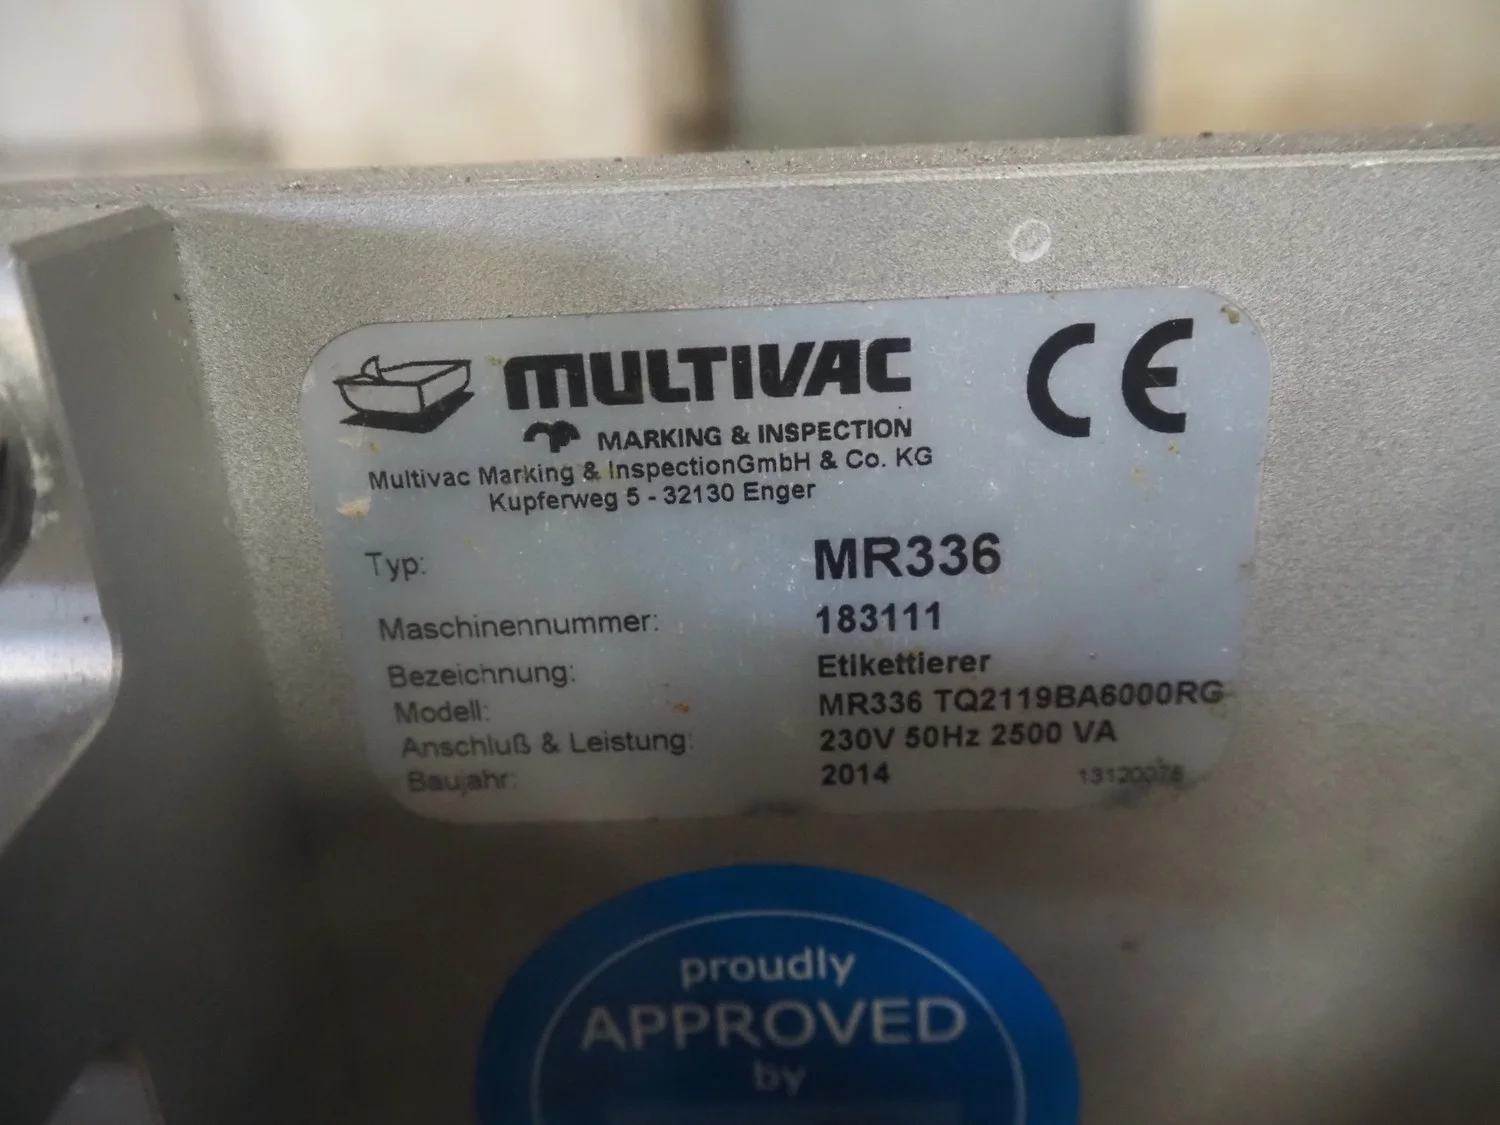 MULTIVAC
CE
MARKING & INSPECTION
Multivac Marking & InspectionGmbH & Co. KG
Kupferweg 5 - 32130 Enger
Typ: MR336
Maschinennummer: 183111
Bezeichnung: Etikettierer
Modell: MR336 TQ2119BA6000RG
Anschluß & Leistung: 230V 50Hz 2500 VA
Baujahr: 2014 13120078
proudly
APPROVED
by